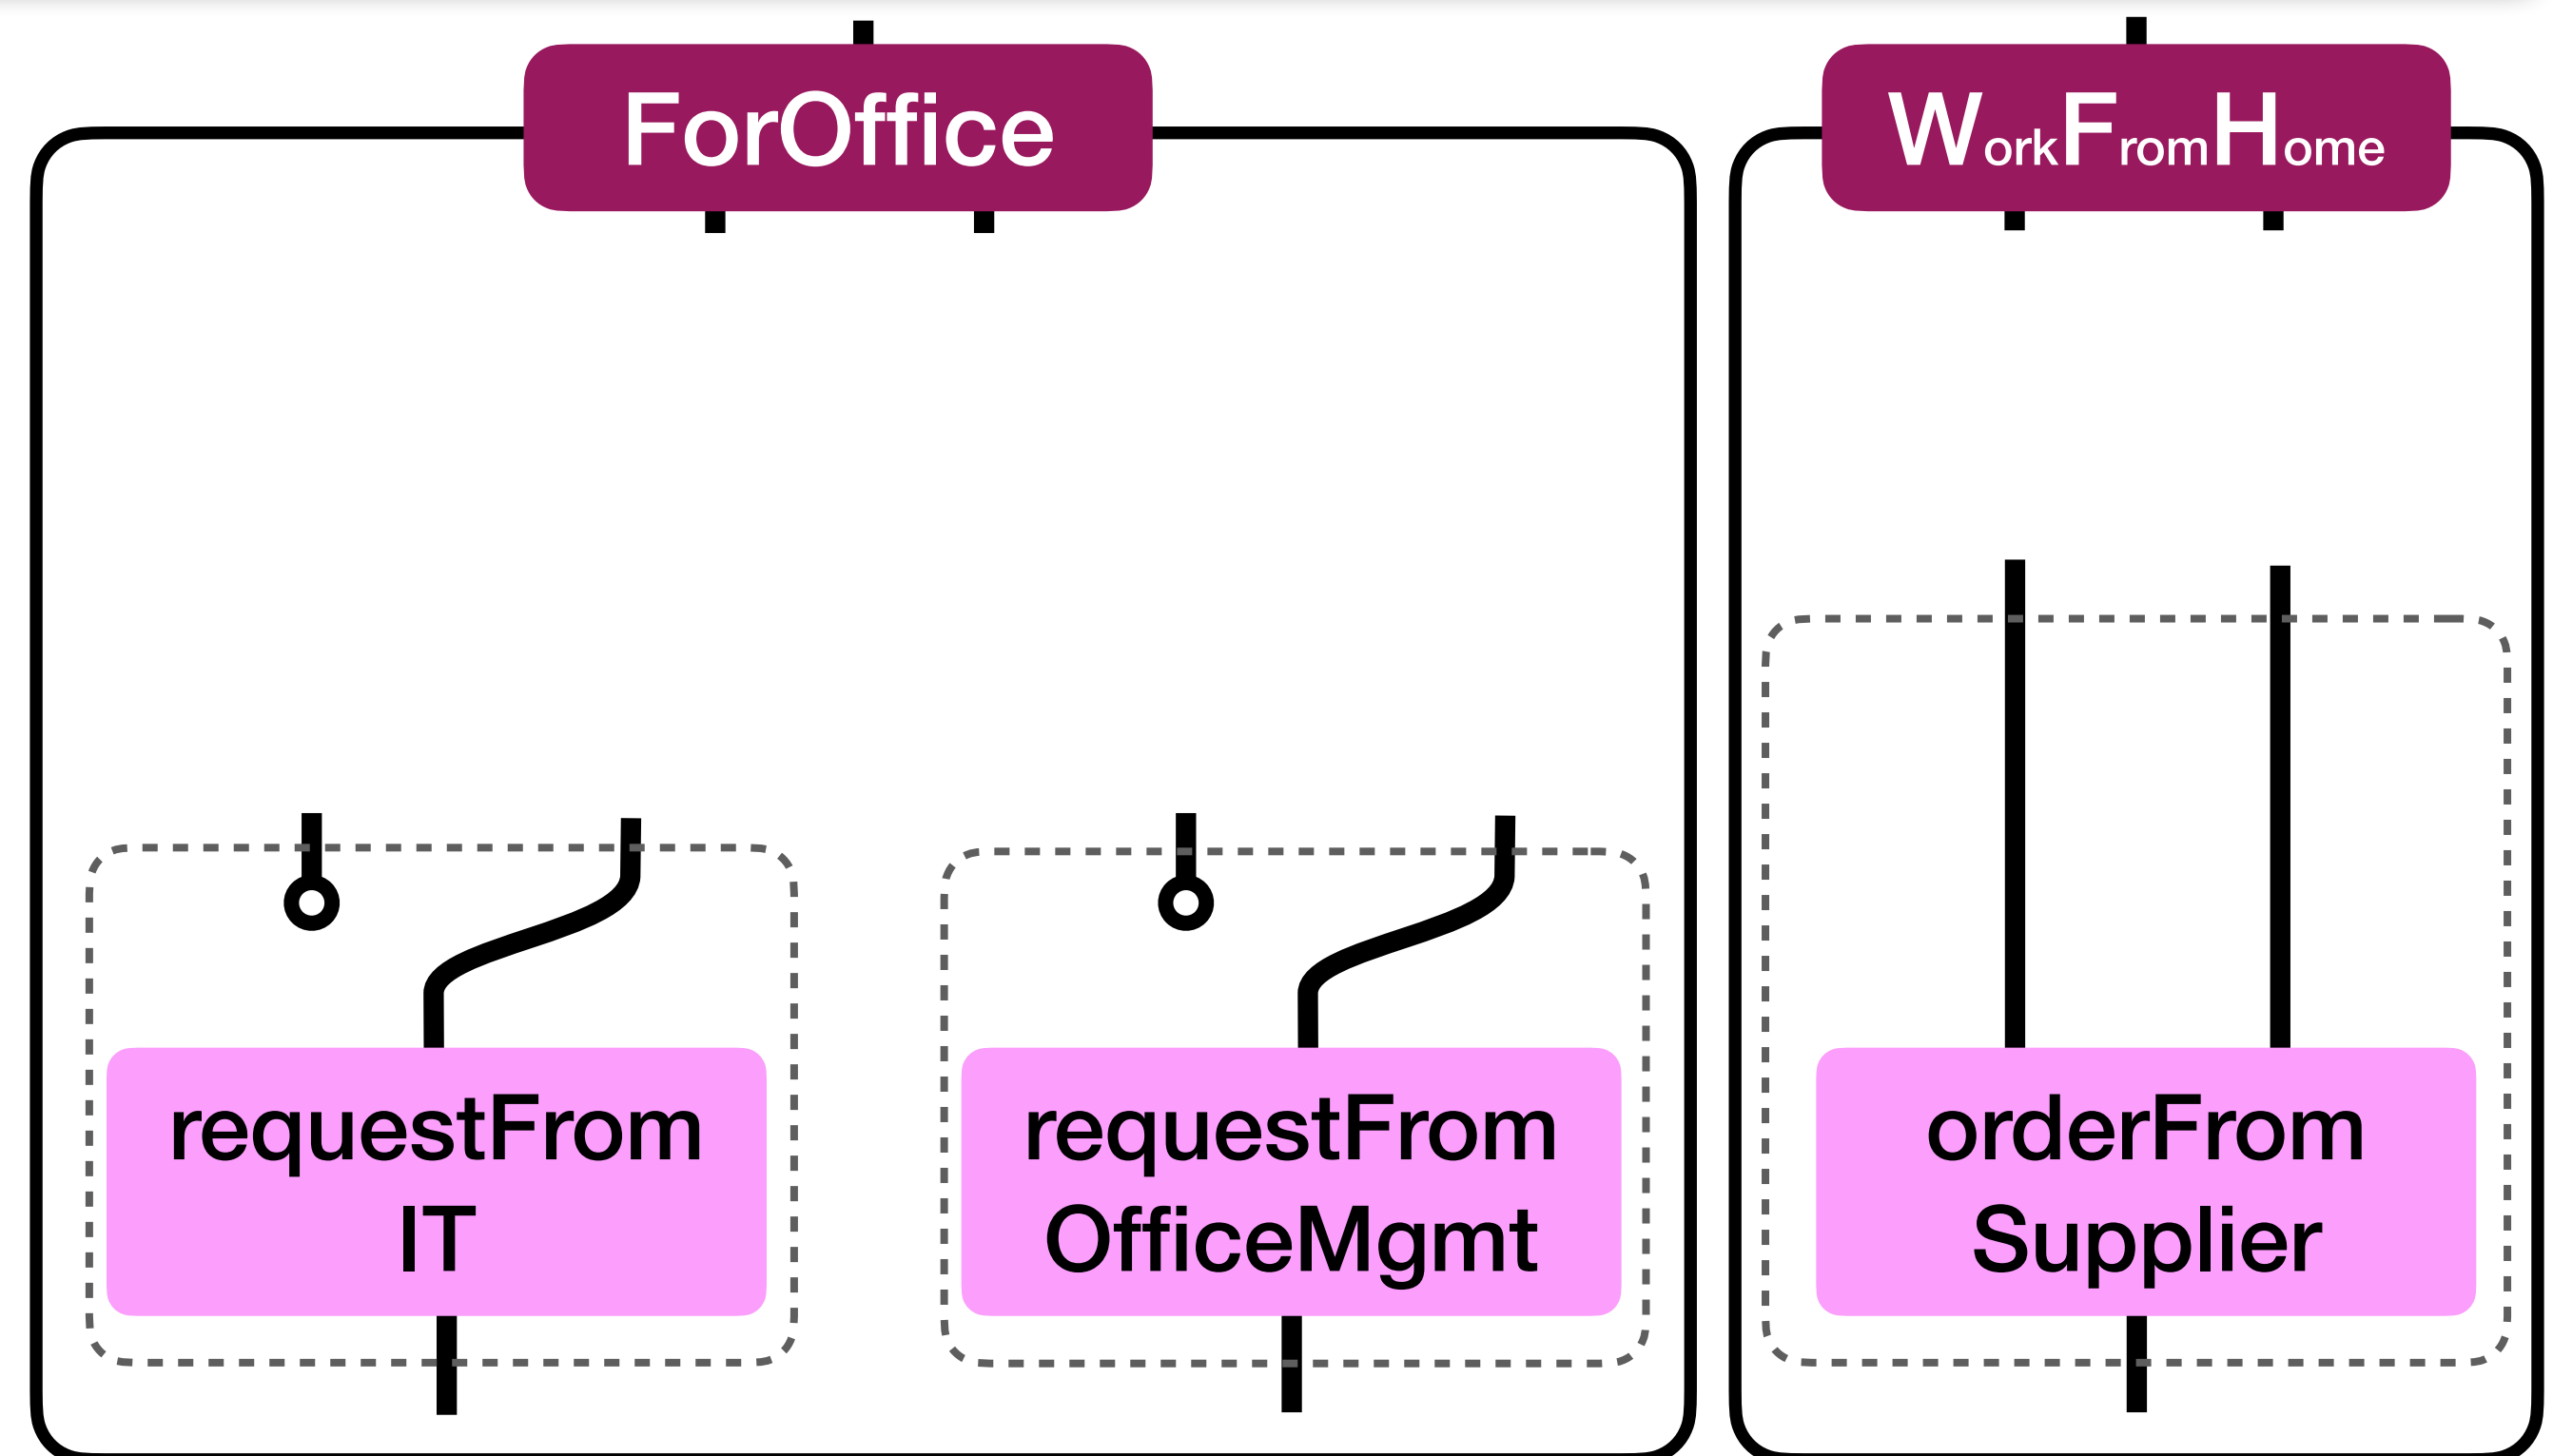 ForOffice
WorkFromHome
requestFrom
IT
requestFrom
OfficeMgmt
orderFrom
Supplier